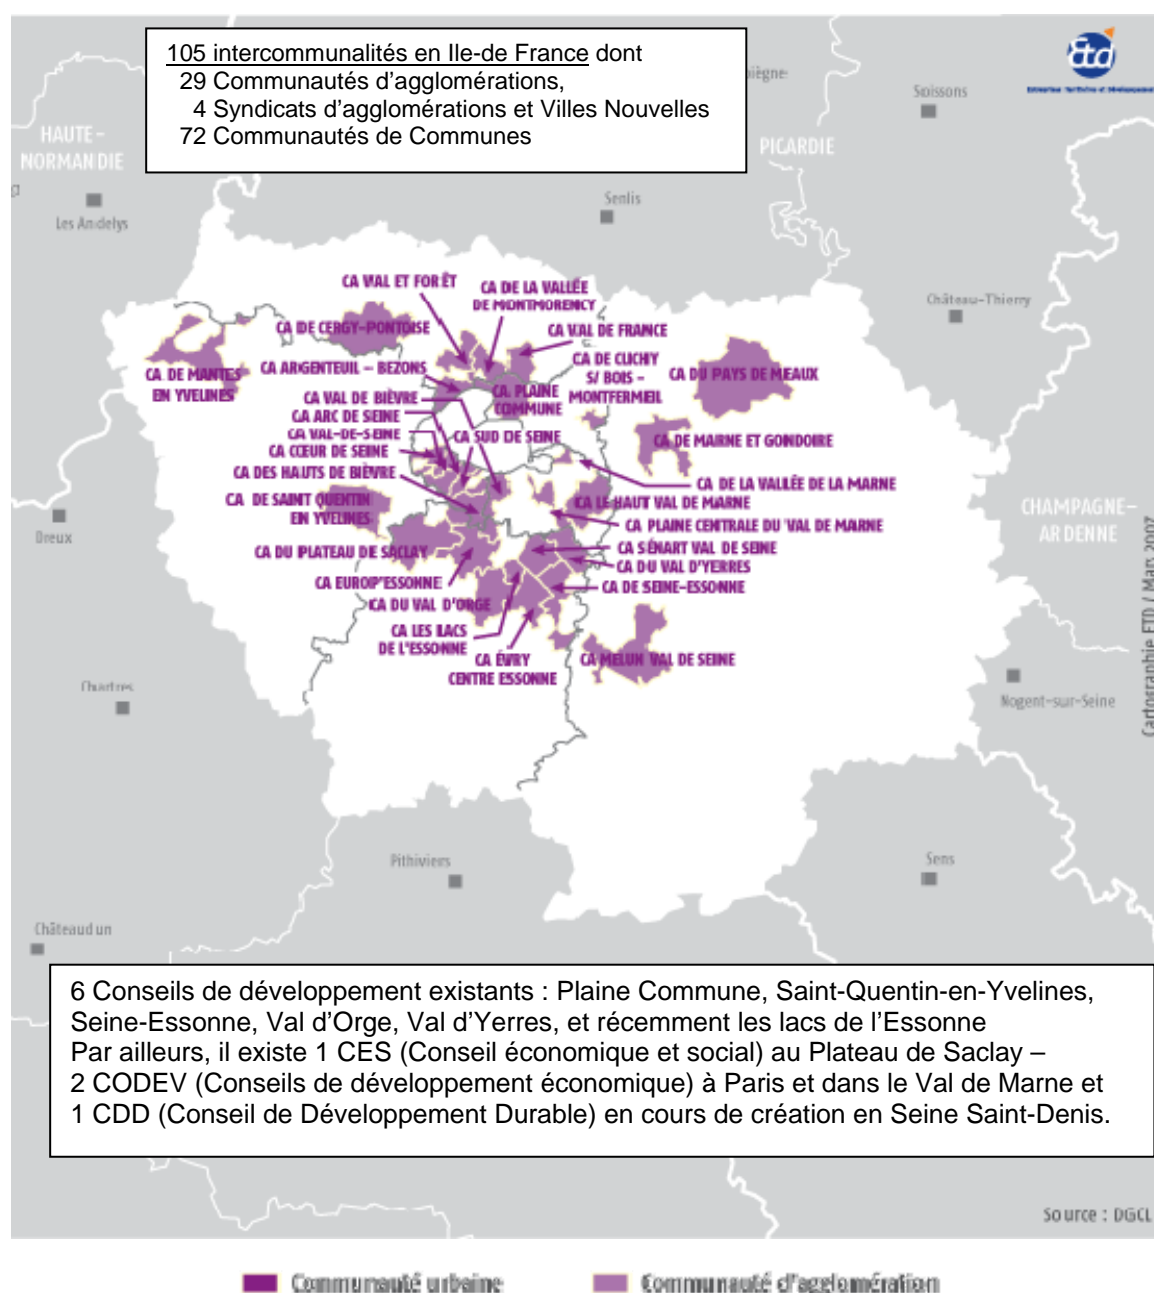 105 intercommunalités en Ile-de France dont
29 Communautés d'agglomérations,
4 Syndicats d'agglomérations et Villes Nouvelles
72 Communautés de Communes
Etd
Soissons
HAUTE-
NORMANDIE
PICARDIE
Les Andelys
Senlis
Château-Thierry
CA VAL ET FORÊT
CA DE LA VALLÉE
DE MONTMORENCY
CA DE CERGY-PONTOISE
CA VAL DE FRANCE
CA ARGENTEUIL - BEZONS
CA DE CLICHY
S/ BOIS -
MONTFERMEIL
CA DU PAYS DE MEAUX
CA DE MANTES
EN YVELINES
CA. PLAINE
COMMUNE
CA VAL DE BIÈVRE
CA ARC DE SEINE
CA VAL-DE-SEINE
CA SUD DE SEINE
CA DE MARNE ET GONDOIRE
CA CŒUR DE SEINE
CA DES HAUTS DE BIÈVRE
CA DE LA VALLÉE DE LA MARNE
CA DE SAINT QUENTIN
EN YVELINES
CA LE HAUT VAL DE MARNE
CHAMPAGNE-
ARDENNE
CA PLAINE CENTRALE DU VAL DE MARNE
Dreux
CA DU PLATEAU DE SACLAY
CA SÉNART VAL DE SEINE
CA DU VAL D'YERRES
CA EUROP'ESSONNE
CA DE SEINE-ESSONNE
CA DU VAL D'ORGE
CA LES LACS
DE L'ESSONNE
CA ÉVRY
CENTRE ESSONNE
CA MELUN VAL DE SEINE
Chartres
Nogent-sur-Seine
Cartographie ETD / Mars 2007
Pithiviers
Sens
Châteaudun
6 Conseils de développement existants : Plaine Commune, Saint-Quentin-en-Yvelines,
Seine-Essonne, Val d'Orge, Val d'Yerres, et récemment les lacs de l'Essonne
Par ailleurs, il existe 1 CES (Conseil économique et social) au Plateau de Saclay –
2 CODEV (Conseils de développement économique) à Paris et dans le Val de Marne et
1 CDD (Conseil de Développement Durable) en cours de création en Seine Saint-Denis.
Source : DGCL
Communauté urbaine
Communauté d'agglomération